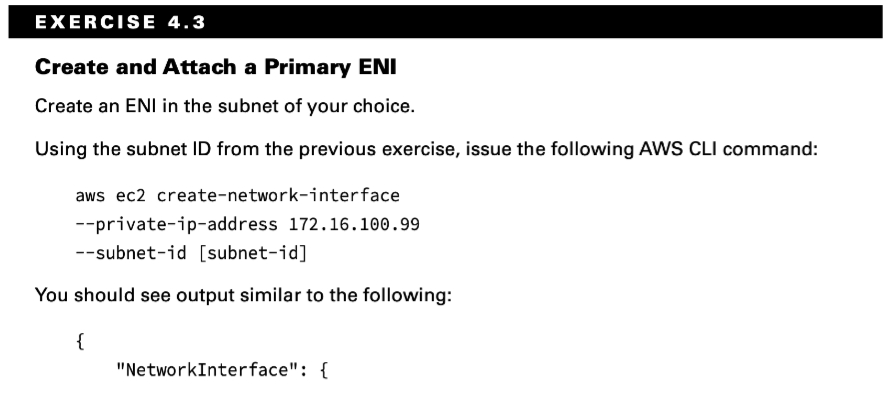 EXERCISE 4.3
Create and Attach a Primary ENI
Create an ENI in the subnet of your choice.
Using the subnet ID from the previous exercise, issue the following AWS CLI command:
aws ec2 create-network-interface
--private-ip-address 172.16.100.99
--subnet-id [subnet-id]
You should see output similar to the following:
{
"NetworkInterface": {